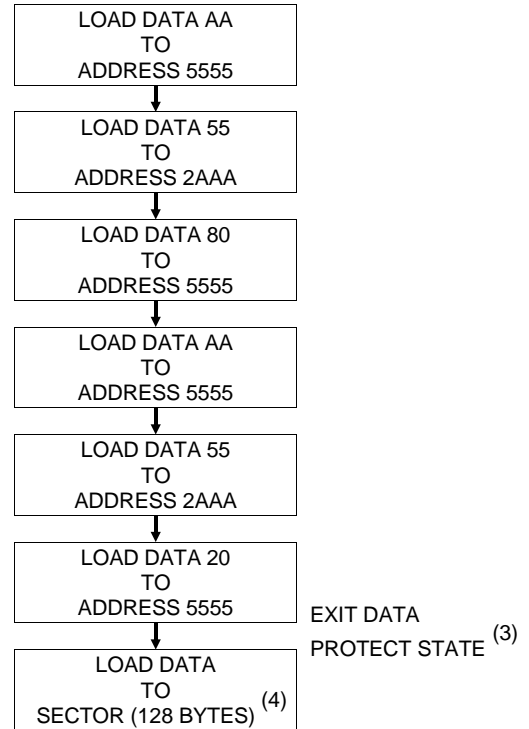 LOAD DATA AA
TO
ADDRESS 5555
LOAD DATA 55
TO
ADDRESS 2AAA
LOAD DATA 80
TO
ADDRESS 5555
LOAD DATA AA
TO
ADDRESS 5555
LOAD DATA 55
TO
ADDRESS 2AAA
LOAD DATA 20
TO
ADDRESS 5555
EXIT DATA
PROTECT STATE (3)
LOAD DATA
TO
SECTOR (128 BYTES) (4)